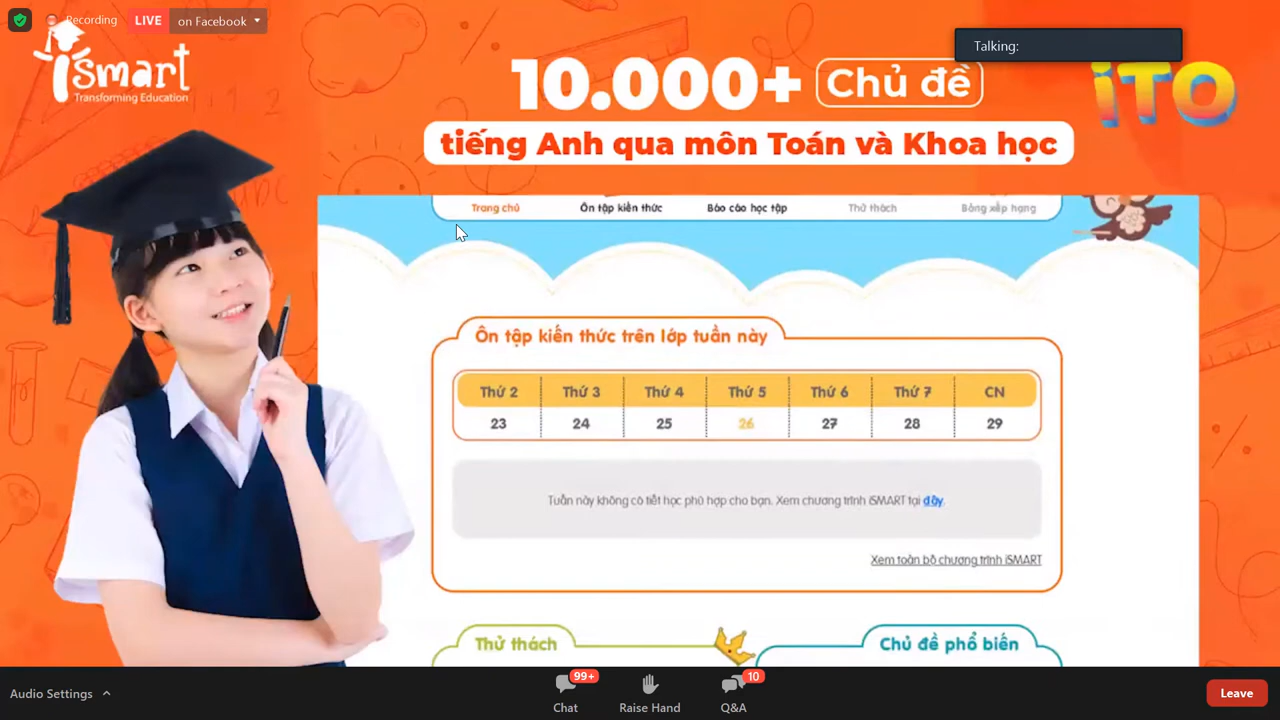 Recording
LIVE
on Facebook
Talking:
ismart
Transforming Education
10.000+ Chủ đề
iTO
tiếng Anh qua môn Toán và Khoa học
Trang chủ
Ôn tập kiến thức
Báo cáo học tập
Thử thách
Bảng xếp hạng
Ôn tập kiến thức trên lớp tuần này
Thứ 2 Thứ 3 Thứ 4 Thứ 5 Thứ 6 Thứ 7 CN
23 24 25 26 27 28 29
Tuần này không có tiết học phù hợp cho bạn. Xem chương trình iSMART tại đây.
Xem toàn bộ chương trình iSMART
Thử thách
Chủ đề phổ biến
Audio Settings
99+
Chat
Raise Hand
10
Q&A
Leave